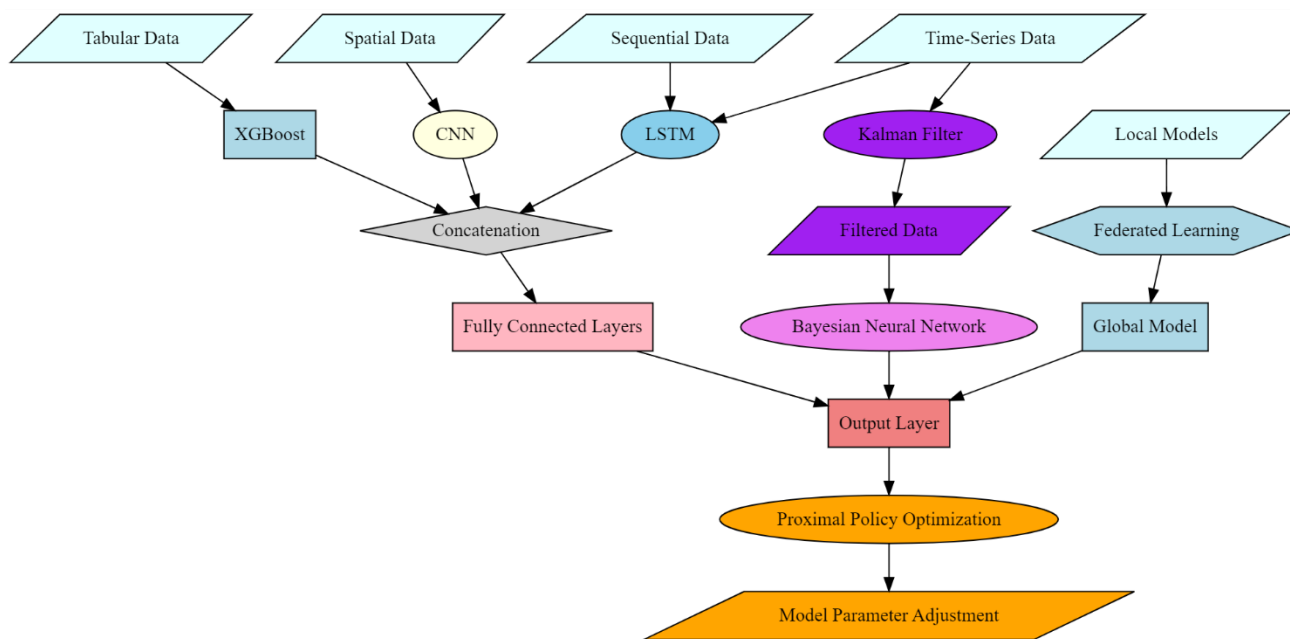 Tabular Data
Spatial Data
Sequential Data
Time-Series Data
XGBoost
CNN
LSTM
Kalman Filter
Local Models
Concatenation
Filtered Data
Federated Learning
Fully Connected Layers
Bayesian Neural Network
Global Model
Output Layer
Proximal Policy Optimization
Model Parameter Adjustment